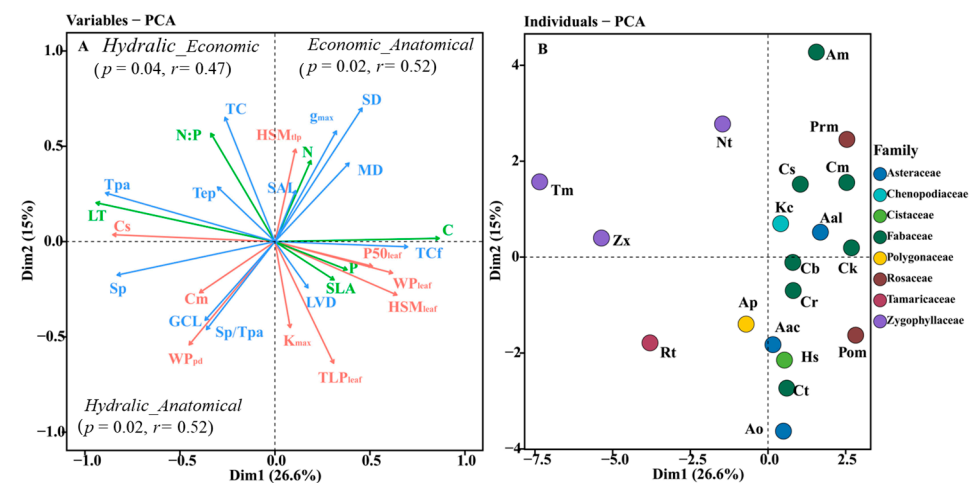 Variables − PCA
A
Hydralic_Economic
(p = 0.04, r= 0.47)
Economic_Anatomical
(p = 0.02, r= 0.52)
1.0
TC
SD
gmax
N:P
HSMtlp
N
0.5
MD
Tpa
Tep
SAL
LT
Cs
C
0.0
P50leaf
TCf
P
WPleaf
Sp
SLA
Cm
LVD
HSMleaf
GCL
Sp/Tpa
Kmax
−0.5
WPpd
TLPleaf
Hydralic_Anatomical
(p = 0.02, r= 0.52)
−1.0
−1.0
−0.5
0.0
0.5
1.0
Dim1 (26.6%)
Dim2 (15%)
Individuals − PCA
B
Am
4
Nt
Prm
2
Cs
Cm
Tm
Kc
Aal
Zx
Ck
0
Cb
Cr
Ap
Aac
Pom
−2
Rt
Hs
Ct
Ao
−4
−7.5
−5.0
−2.5
0.0
2.5
Dim1 (26.6%)
Dim2 (15%)
Family
Asteraceae
Chenopodiaceae
Cistaceae
Fabaceae
Polygonaceae
Rosaceae
Tamaricaceae
Zygophyllaceae